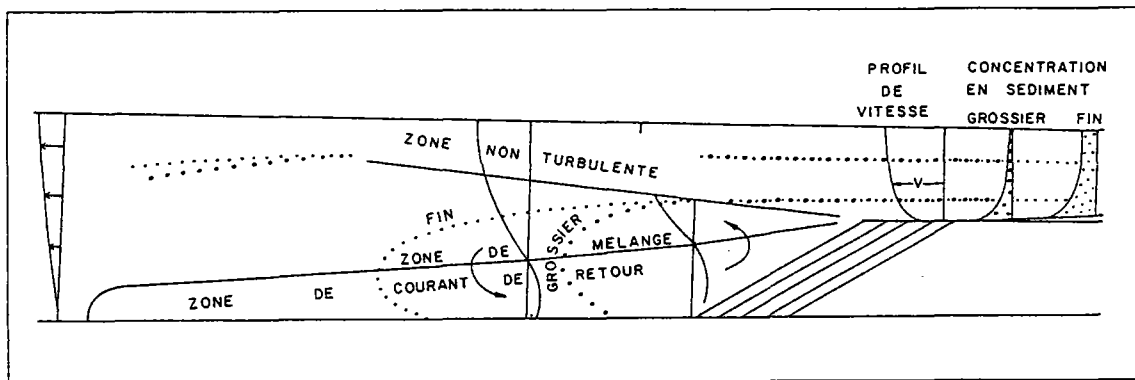 PROFIL
DE
VITESSE
CONCENTRATION
EN SEDIMENT
GROSSIER FIN
V
ZONE NON TURBULENTE
FIN
GROSSIER
ZONE DE MELANGE
ZONE DE COURANT DE RETOUR